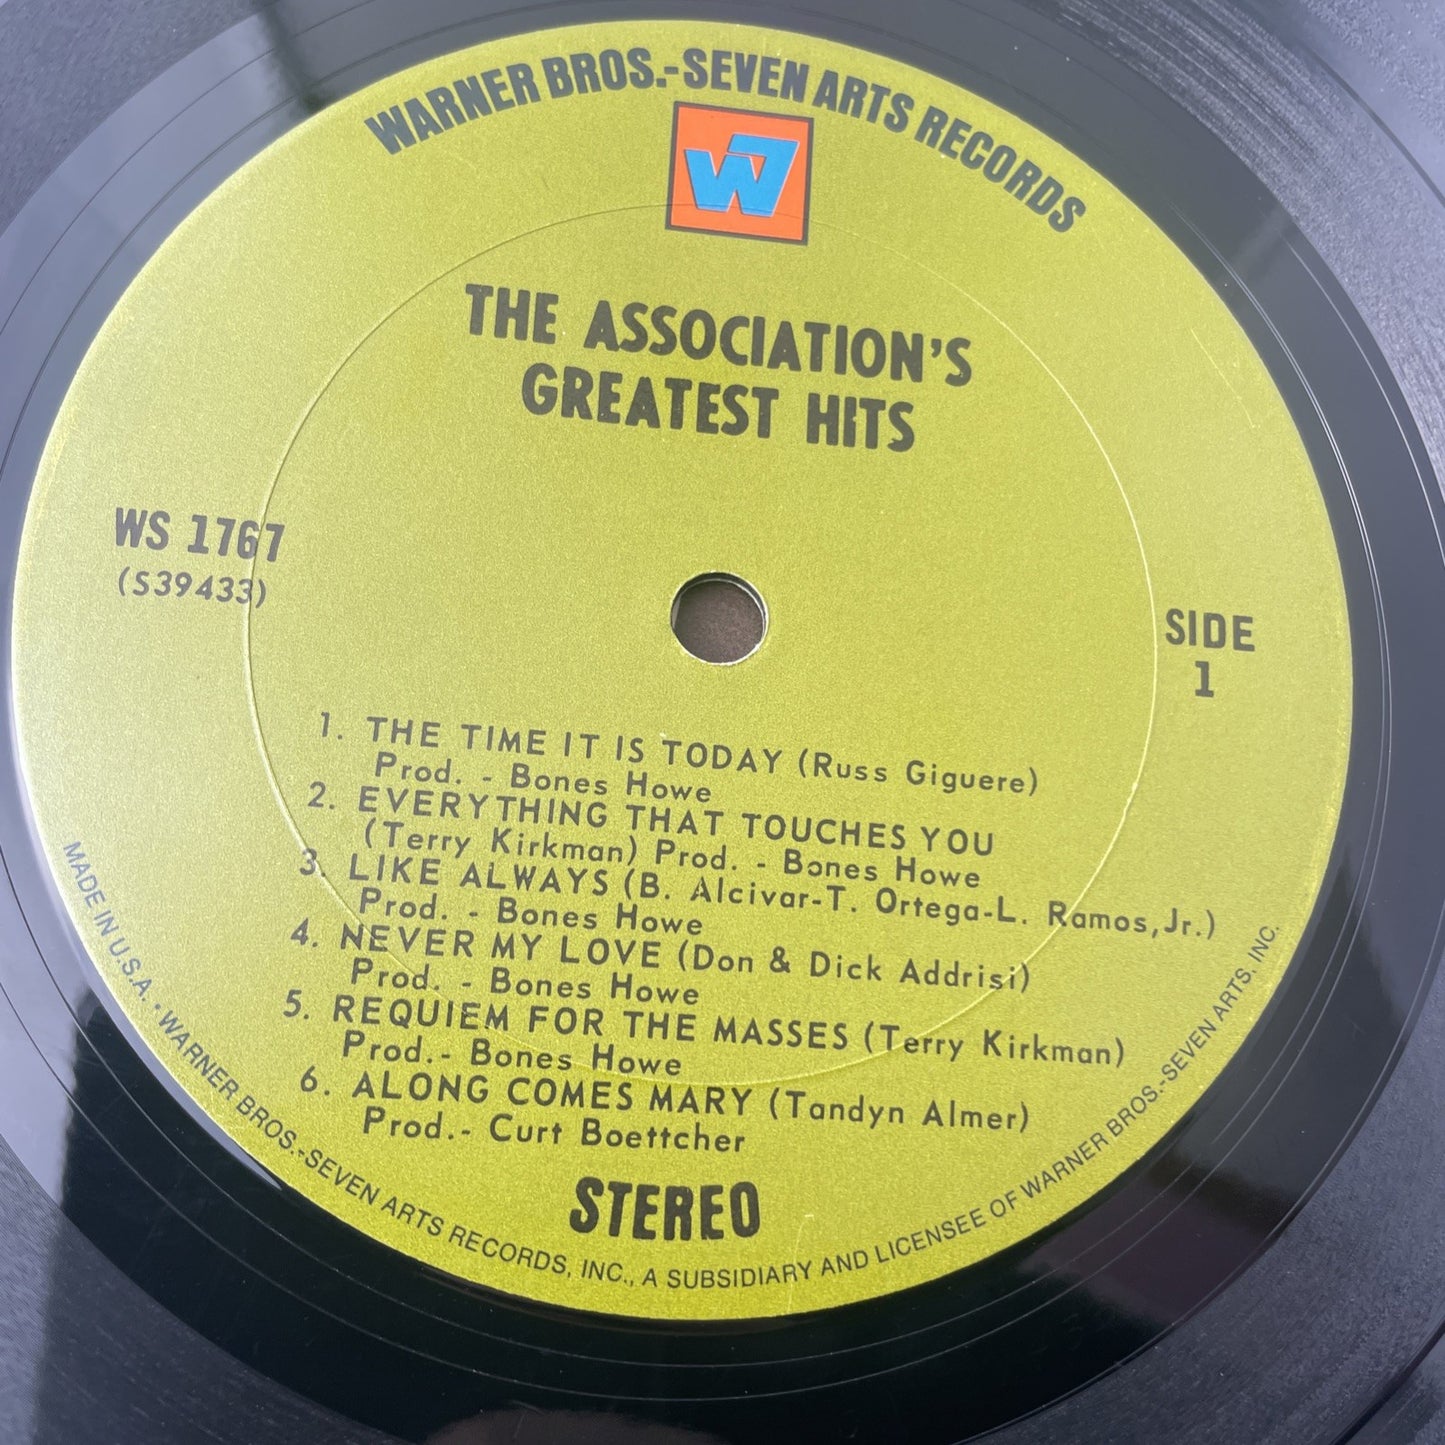 WARNER BROS.-SEVEN ARTS RECORDS
W7
THE ASSOCIATION'S
GREATEST HITS
WS 1767
(S39433)
SIDE
1
1. THE TIME IT IS TODAY (Russ Giguere)
Prod. - Bones Howe
2. EVERYTHING THAT TOUCHES YOU
(Terry Kirkman) Prod. - Bones Howe
3. LIKE ALWAYS (B. Alcivar-T. Ortega-L. Ramos,Jr.)
Prod. - Bones Howe
4. NEVER MY LOVE (Don & Dick Addrisi)
Prod. - Bones Howe
5. REQUIEM FOR THE MASSES (Terry Kirkman)
Prod.- Bones Howe
6. ALONG COMES MARY (Tandyn Almer)
Prod.- Curt Boettcher
STEREO
MADE IN U.S.A. • WARNER BROS.-SEVEN ARTS RECORDS, INC., A SUBSIDIARY AND LICENSEE OF WARNER BROS.-SEVEN ARTS, INC.